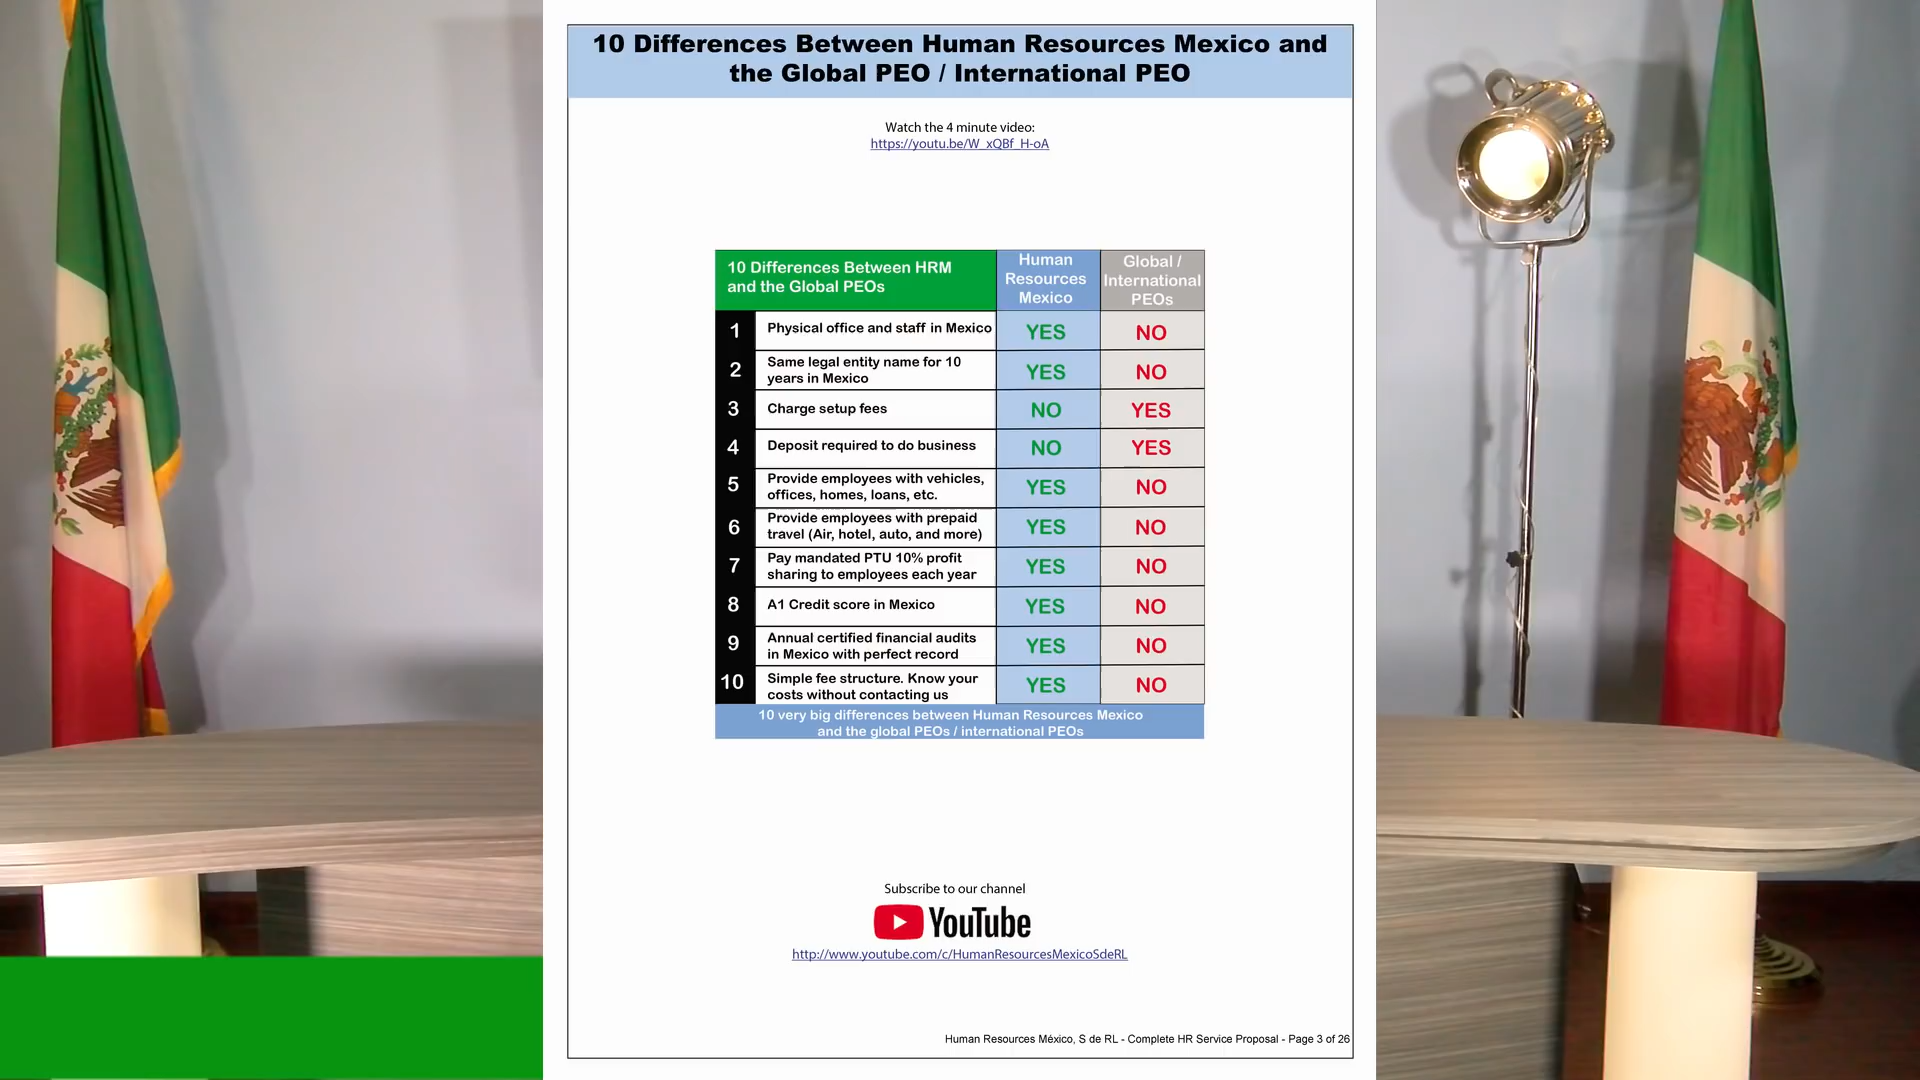 10 Differences Between Human Resources Mexico and
the Global PEO / International PEO
Watch the 4 minute video:
https://youtu.be/W_xQBf_H-oA
10 Differences Between HRM
and the Global PEOs
Human
Resources
Mexico
Global /
International
PEOs
1 Physical office and staff in Mexico YES NO
2 Same legal entity name for 10
years in Mexico YES NO
3 Charge setup fees NO YES
4 Deposit required to do business NO YES
5 Provide employees with vehicles,
offices, homes, loans, etc. YES NO
6 Provide employees with prepaid
travel (Air, hotel, auto, and more) YES NO
7 Pay mandated PTU 10% profit
sharing to employees each year YES NO
8 A1 Credit score in Mexico YES NO
9 Annual certified financial audits
in Mexico with perfect record YES NO
10 Simple fee structure. Know your
costs without contacting us YES NO
10 very big differences between Human Resources Mexico
and the global PEOs / international PEOs
Subscribe to our channel
YouTube
http://www.youtube.com/c/HumanResourcesMexicoSdeRL
Human Resources México, S de RL - Complete HR Service Proposal - Page 3 of 26